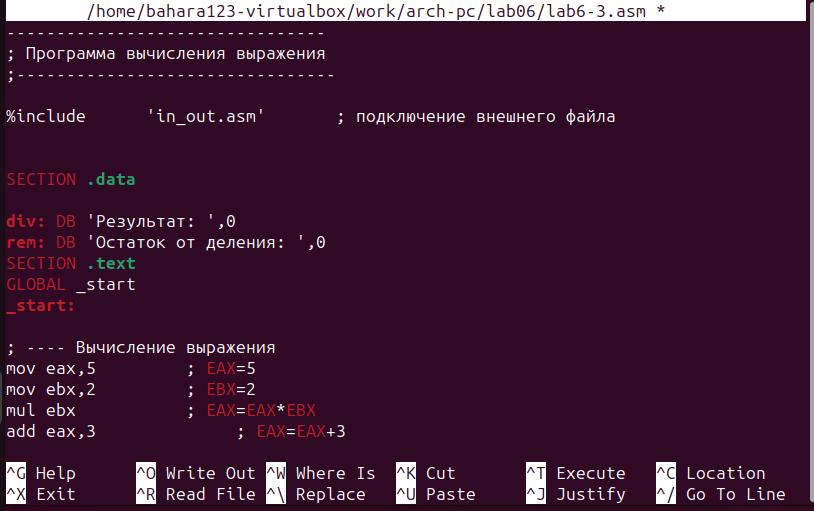 /home/bahara123-virtualbox/work/arch-pc/lab06/lab6-3.asm *
--------------------------------
; Программа вычисления выражения
;--------------------------------
%include 'in_out.asm' ; подключение внешнего файла
SECTION .data
div: DB 'Результат: ',0
rem: DB 'Остаток от деления: ',0
SECTION .text
GLOBAL _start
_start:
; ---- Вычисление выражения
mov eax,5 ; EAX=5
mov ebx,2 ; EBX=2
mul ebx ; EAX=EAX*EBX
add eax,3 ; EAX=EAX+3
^G Help ^O Write Out ^W Where Is ^K Cut ^T Execute ^C Location
^X Exit ^R Read File ^\ Replace ^U Paste ^J Justify ^/ Go To Line